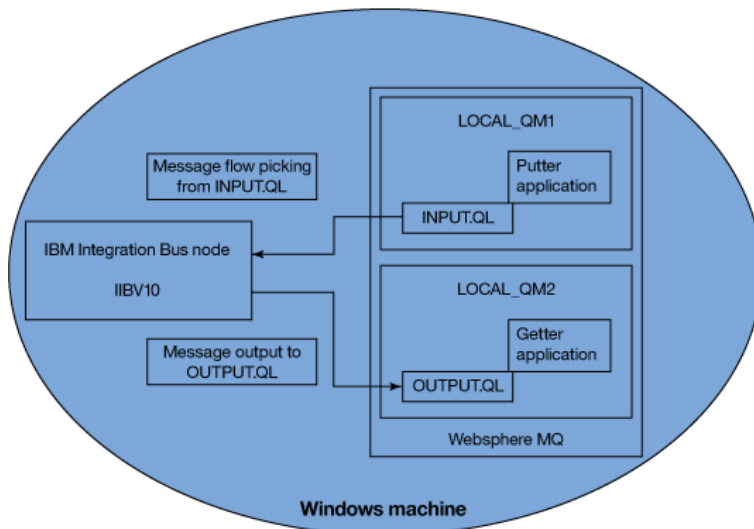 LOCAL_QM1
Message flow picking
from INPUT.QL
Putter
application
INPUT.QL
IBM Integration Bus node
IIBV10
LOCAL_QM2
Message output to
OUTPUT.QL
Getter
application
OUTPUT.QL
Websphere MQ
Windows machine